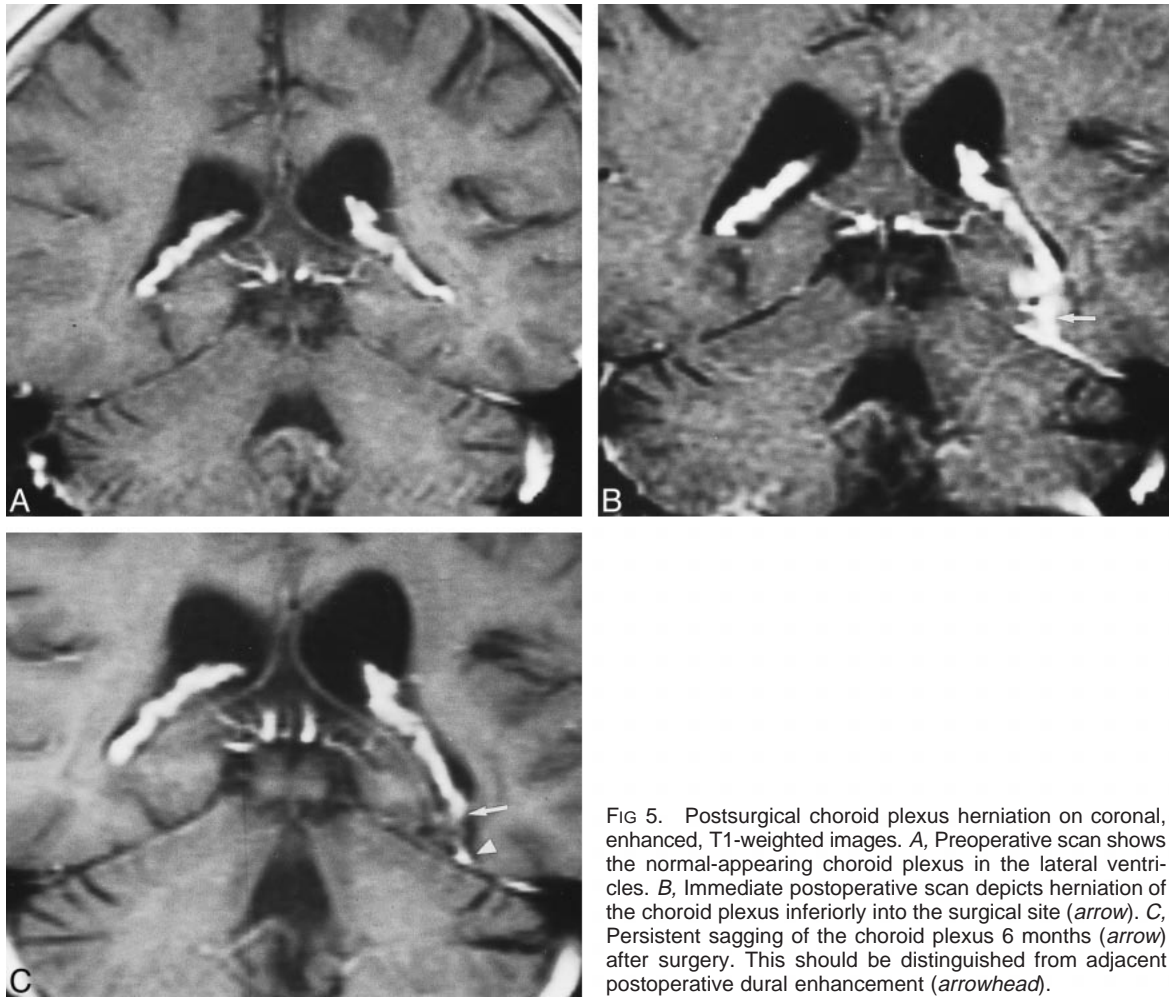 A
B
C
FIG 5. Postsurgical choroid plexus herniation on coronal,
enhanced, T1-weighted images. A, Preoperative scan shows
the normal-appearing choroid plexus in the lateral ventri-
cles. B, Immediate postoperative scan depicts herniation of
the choroid plexus inferiorly into the surgical site (arrow). C,
Persistent sagging of the choroid plexus 6 months (arrow)
after surgery. This should be distinguished from adjacent
postoperative dural enhancement (arrowhead).